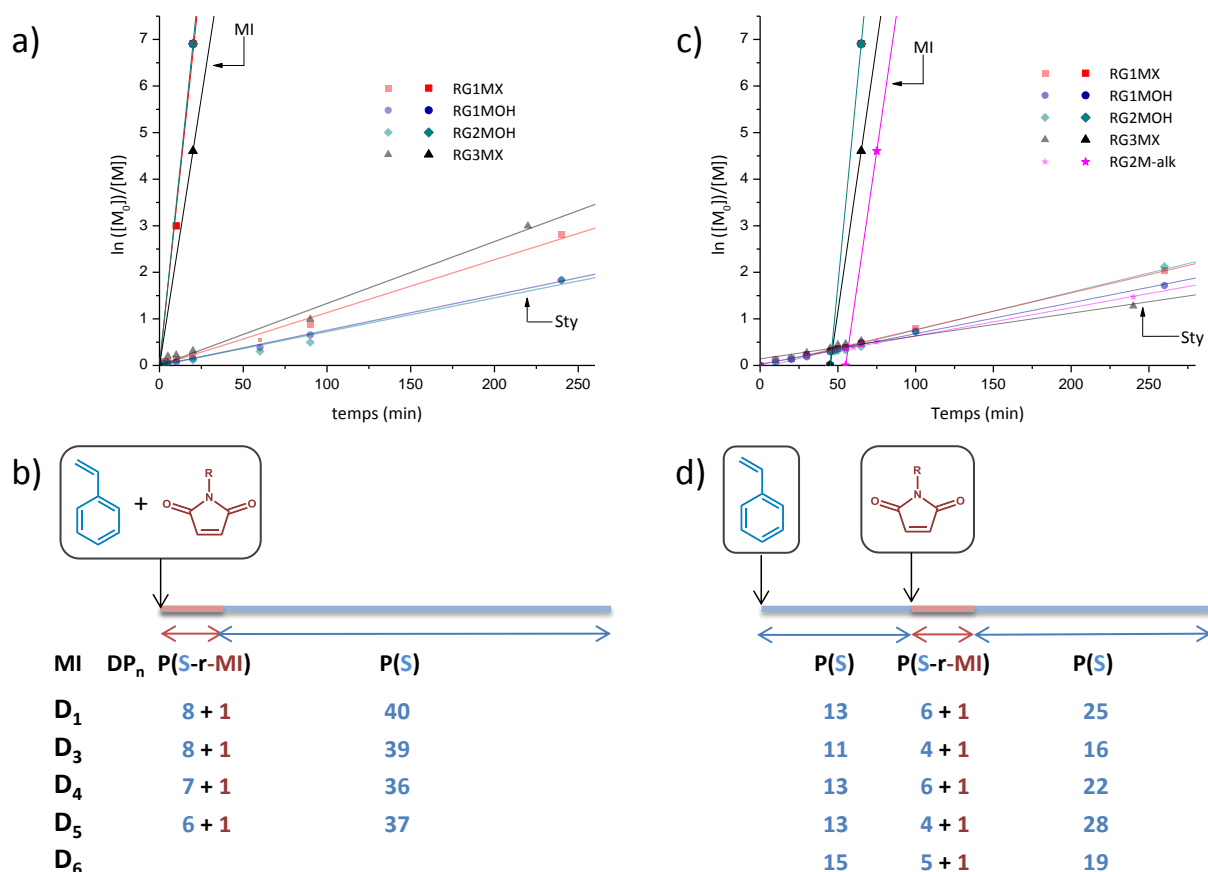 a)
7
6
5
4
3
2
1
0
ln ([M₀])/[M])
0 50 100 150 200 250
temps (min)
MI
RG1MX
RG1MOH
RG2MOH
RG3MX
Sty
c)
7
6
5
4
3
2
1
0
ln ([M₀])/[M])
0 50 100 150 200 250
Temps (min)
MI
RG1MX
RG1MOH
RG2MOH
RG3MX
RG2M-alk
Sty
b)
+
R
N
O O
MI DPₙ P(S-r-MI) P(S)
D₁ 8 + 1 40
D₃ 8 + 1 39
D₄ 7 + 1 36
D₅ 6 + 1 37
D₆
d)
R
N
O O
P(S) P(S-r-MI) P(S)
13 6 + 1 25
11 4 + 1 16
13 6 + 1 22
13 4 + 1 28
15 5 + 1 19